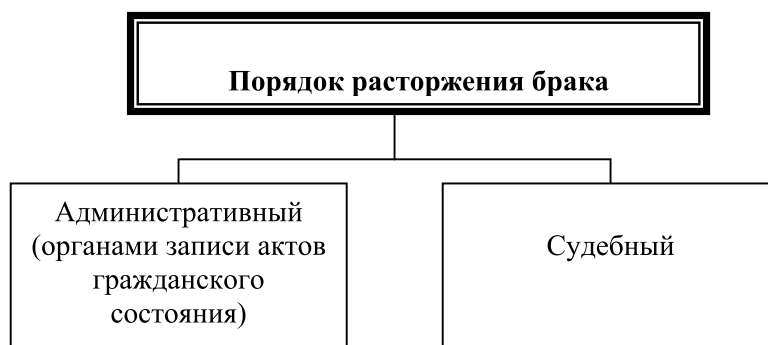 Порядок расторжения брака
Административный
(органами записи актов
гражданского
состояния)
Судебный